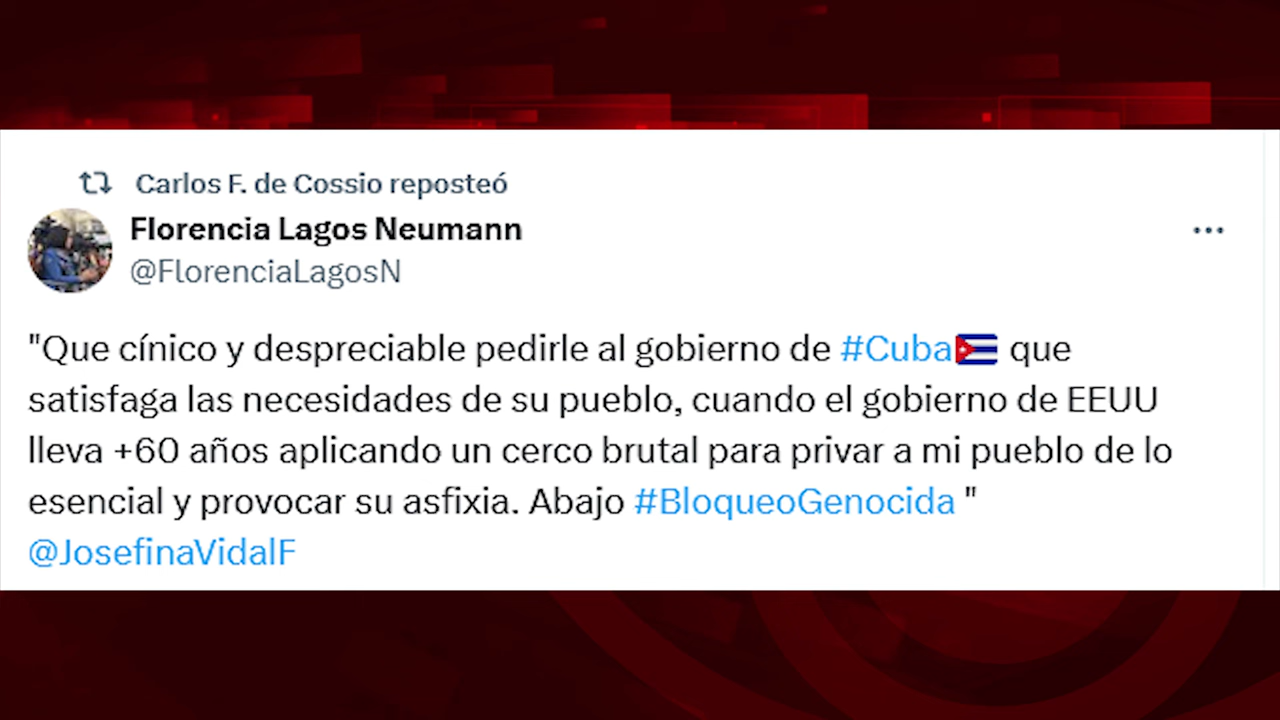 Carlos F. de Cossio reposteó
Florencia Lagos Neumann
@FlorenciaLagosN
"Que cínico y despreciable pedirle al gobierno de #Cuba🇨🇺 que
satisfaga las necesidades de su pueblo, cuando el gobierno de EEUU
lleva +60 años aplicando un cerco brutal para privar a mi pueblo de lo
esencial y provocar su asfixia. Abajo #BloqueoGenocida "
@JosefinaVidalF